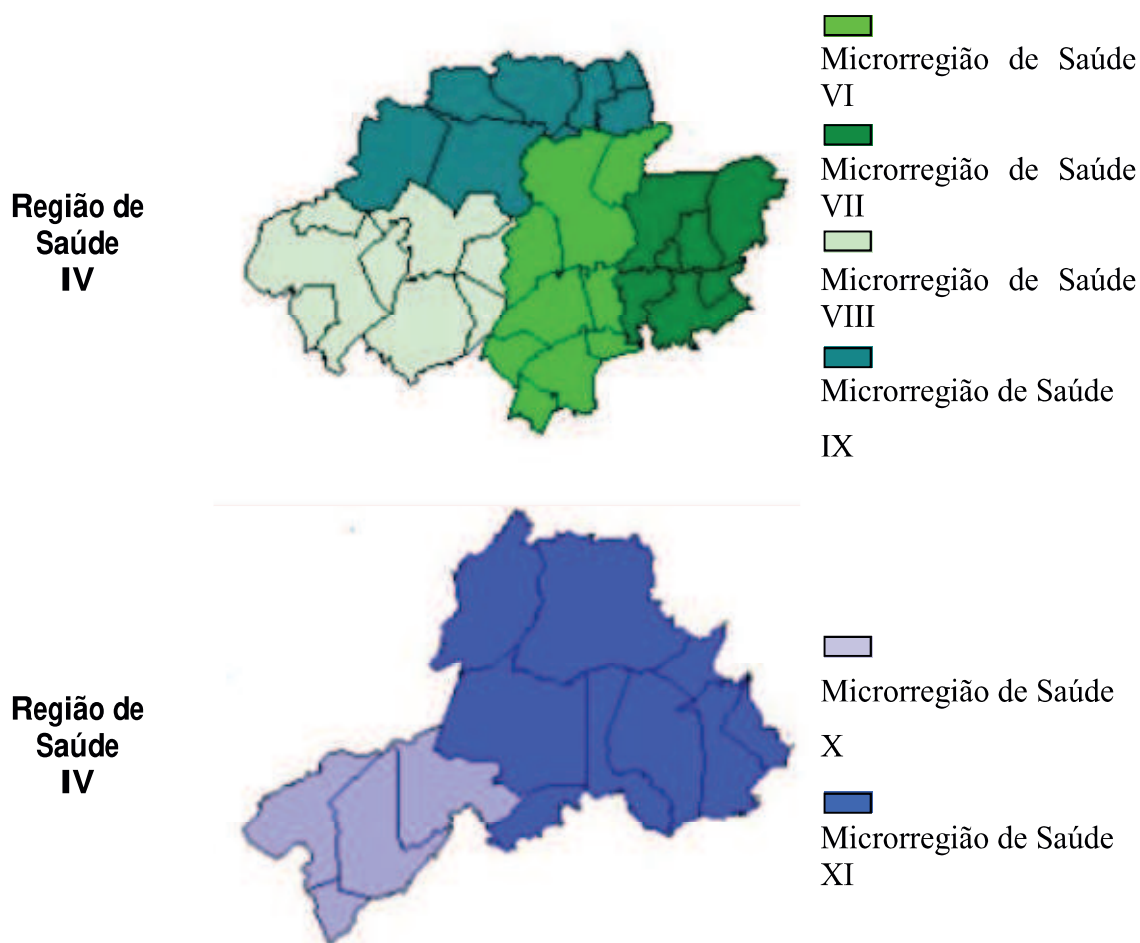 Região de
Saúde
IV
Microrregião de Saúde
VI
Microrregião de Saúde
VII
Microrregião de Saúde
VIII
Microrregião de Saúde
IX
Região de
Saúde
IV
Microrregião de Saúde
X
Microrregião de Saúde
XI